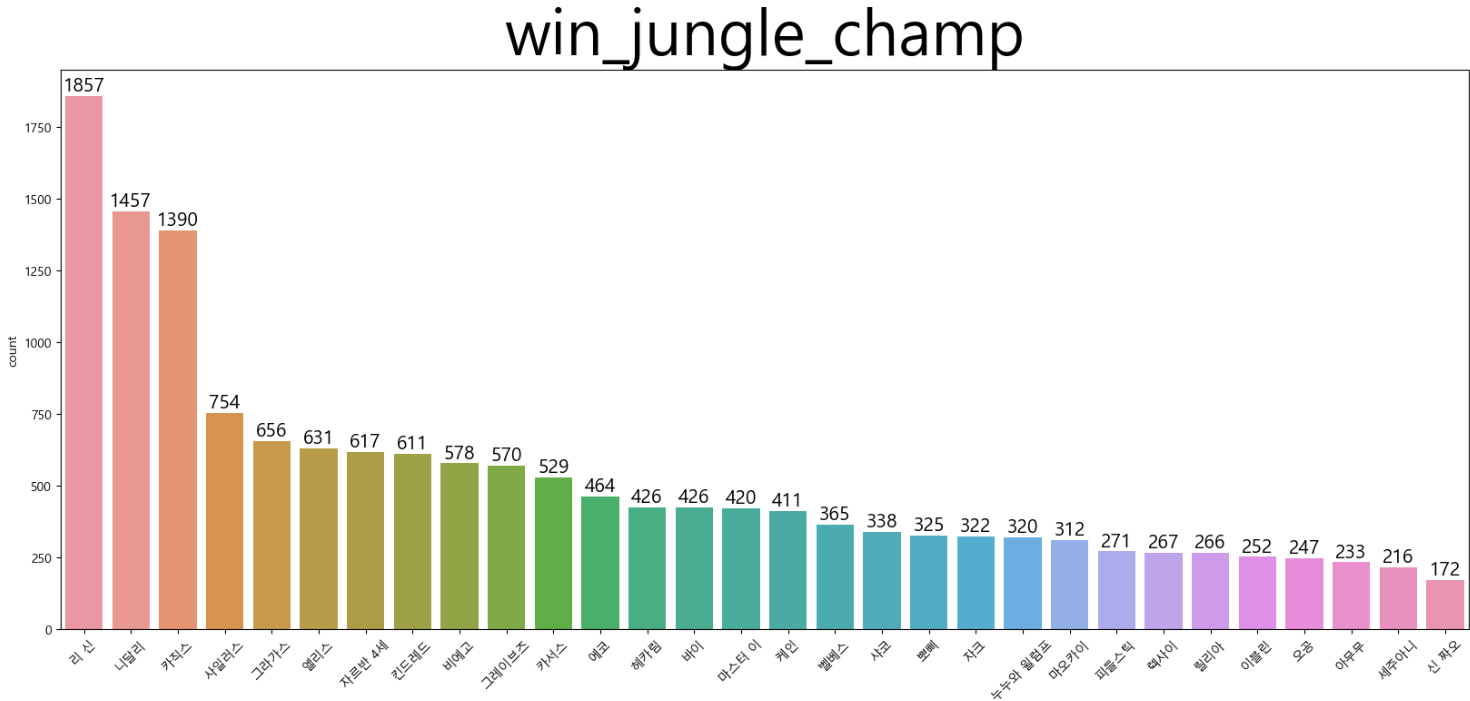 win_jungle_champ
1857
1457
1390
754
656
631
617
611
578
570
529
464
426
426
420
411
365
338
325
322
320
312
271
267
266
252
247
233
216
172
1750
1500
1250
1000
750
500
250
0
count
리 신
니달리
카직스
사일러스
그라가스
엘리스
자르반 4세
킨드레드
비에고
그레이브즈
카서스
에코
헤카림
바이
마스터 이
케인
벨베스
샤코
뽀삐
자크
누누와 윌럼프
마오카이
피들스틱
렉사이
릴리아
이블린
오공
아무무
세주아니
신 짜오